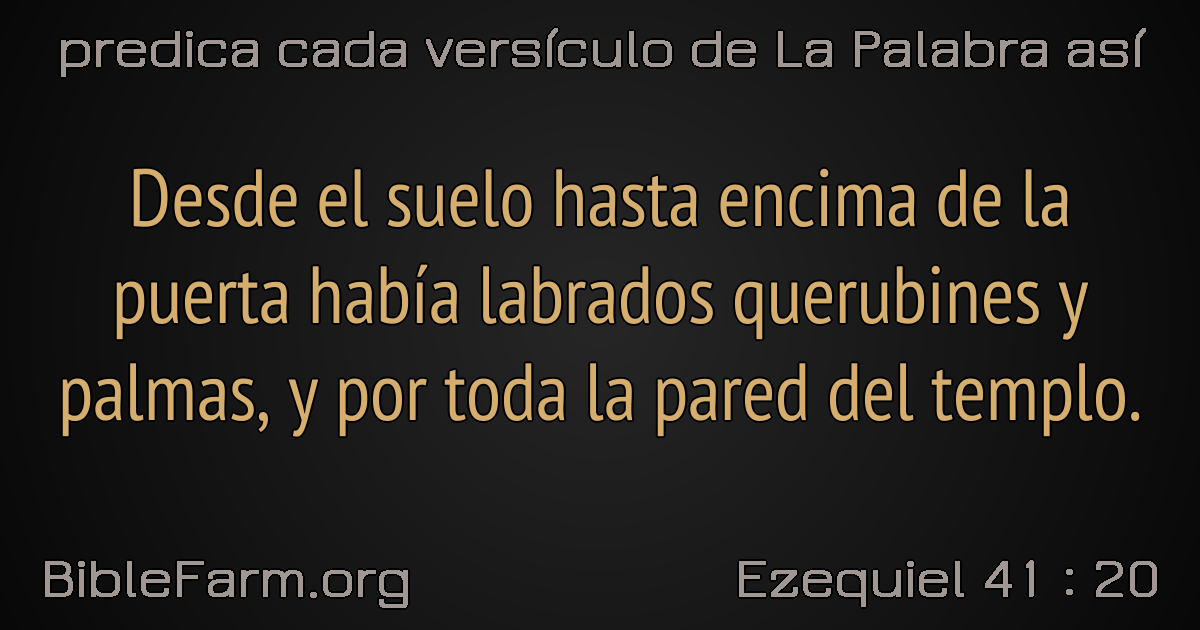 predica cada versículo de La Palabra así
Desde el suelo hasta encima de la
puerta había labrados querubines y
palmas, y por toda la pared del templo.
BibleFarm.org
Ezequiel 41 : 20